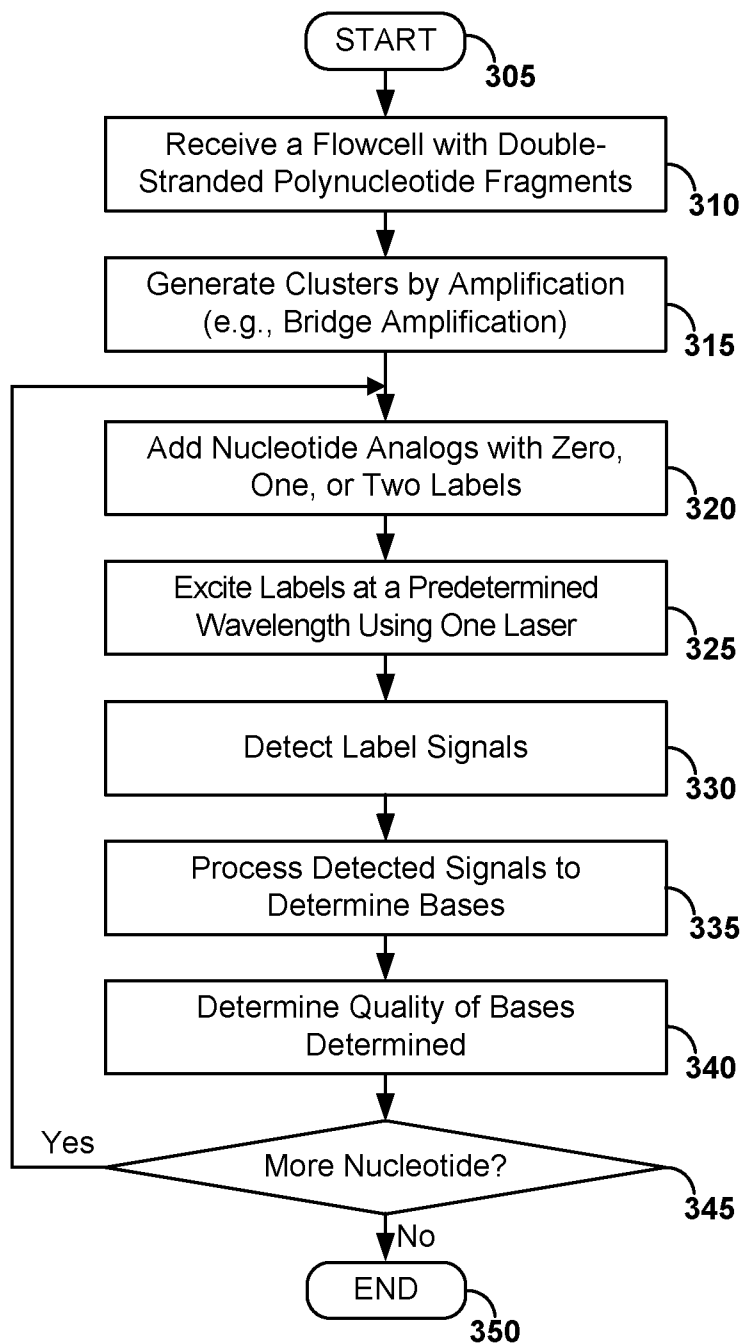 START
305
Receive a Flowcell with Double-
Stranded Polynucleotide Fragments
310
Generate Clusters by Amplification
(e.g., Bridge Amplification)
315
Add Nucleotide Analogs with Zero,
One, or Two Labels
320
Excite Labels at a Predetermined
Wavelength Using One Laser
325
Detect Label Signals
330
Process Detected Signals to
Determine Bases
335
Determine Quality of Bases
Determined
340
Yes
More Nucleotide?
345
No
END
350